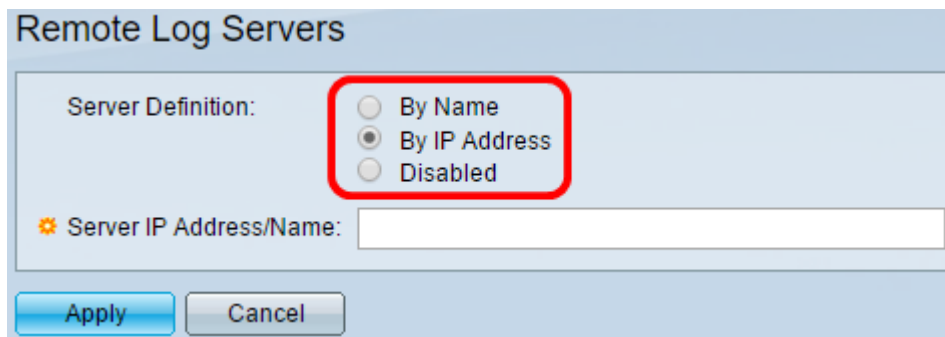 Remote Log Servers
Server Definition:
By Name
By IP Address
Disabled
Server IP Address/Name:
Apply
Cancel